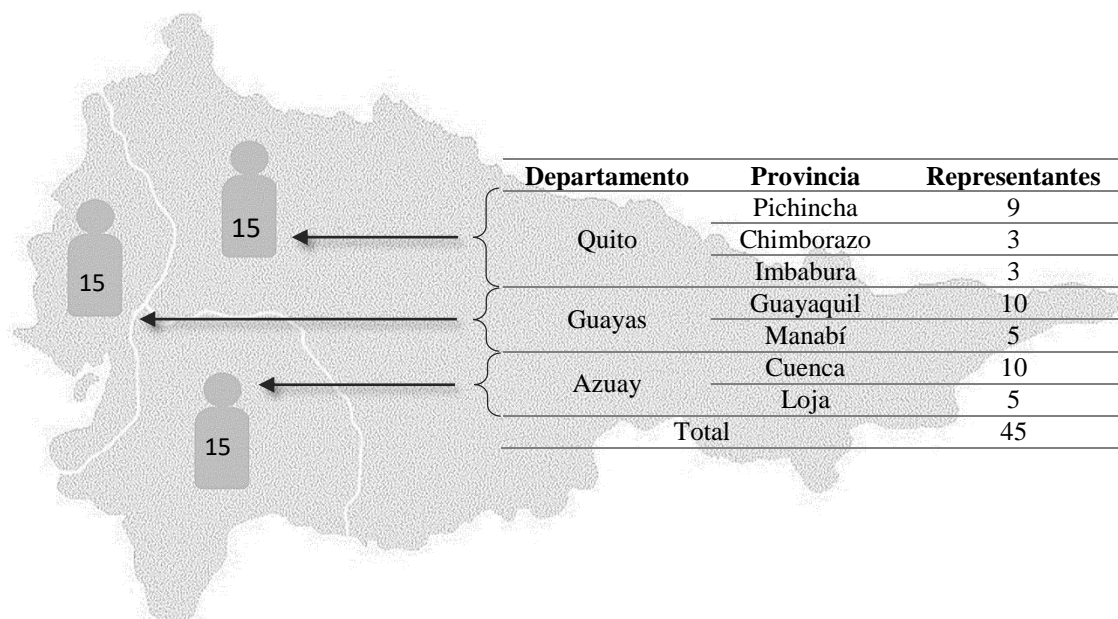 Departamento Provincia Representantes
Quito Pichincha 9
Chimborazo 3
Imbabura 3
Guayas Guayaquil 10
Manabí 5
Azuay Cuenca 10
Loja 5
Total 45
15
15
15